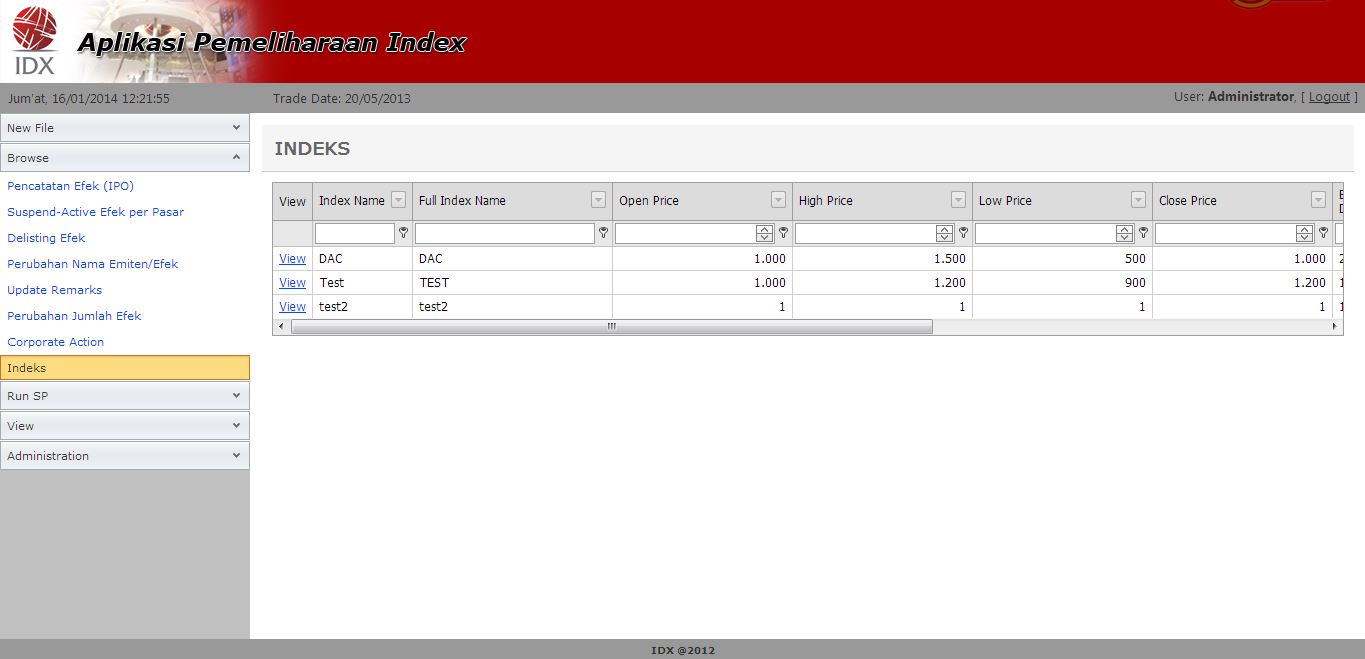 IDX
Aplikasi Pemeliharaan Index
Jum'at, 16/01/2014 12:21:55 Trade Date: 20/05/2013 User: Administrator, [ Logout ]
New File
Browse
Pencatatan Efek (IPO)
Suspend-Active Efek per Pasar
Delisting Efek
Perubahan Nama Emiten/Efek
Update Remarks
Perubahan Jumlah Efek
Corporate Action
Indeks
Run SP
View
Administration
INDEKS
View Index Name Full Index Name Open Price High Price Low Price Close Price
View DAC DAC 1.000 1.500 500 1.000
View Test TEST 1.000 1.200 900 1.200
View test2 test2 1 1 1 1
IDX @2012